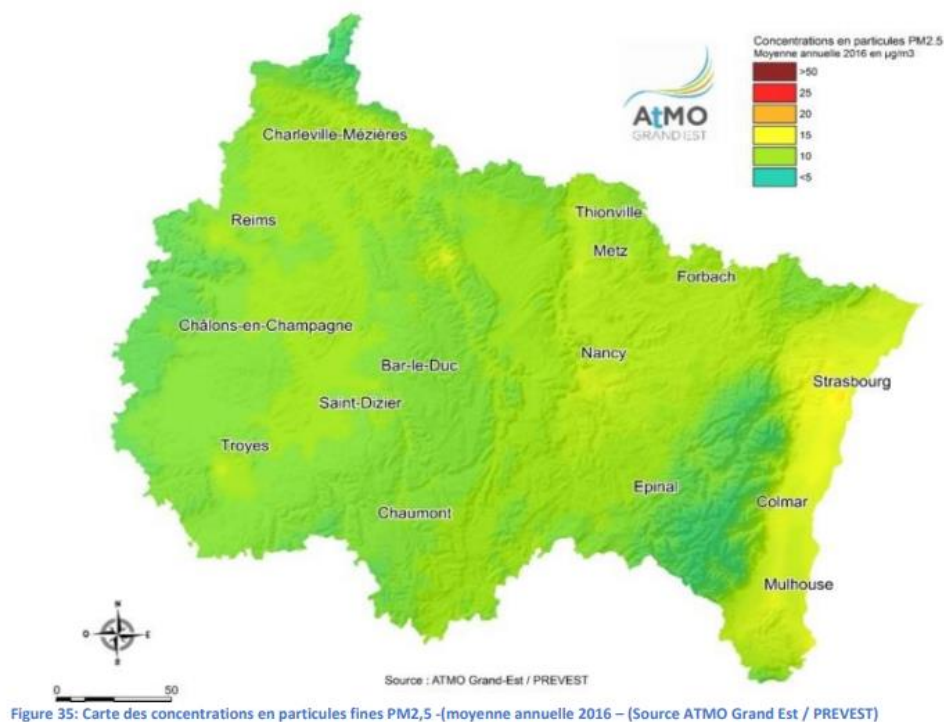 Concentrations en particules PM2.5
Moyenne annuelle 2016 en µg/m3
>50
25
20
15
10
<5
AtMO
GRAND EST
Charleville-Mézières
Reims
Thionville
Metz
Forbach
Châlons-en-Champagne
Bar-le-Duc
Nancy
Strasbourg
Saint-Dizier
Troyes
Epinal
Colmar
Chaumont
Mulhouse
N
O E
S
0 50
Source : ATMO Grand-Est / PREVEST
Figure 35: Carte des concentrations en particules fines PM2,5 -(moyenne annuelle 2016 – (Source ATMO Grand Est / PREVEST)